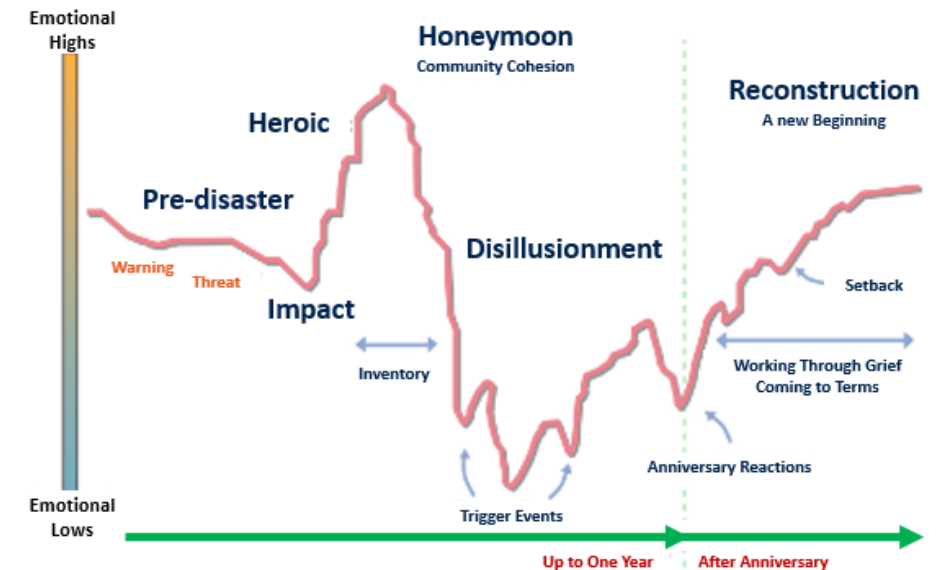 Emotional
Highs
Honeymoon
Community Cohesion
Reconstruction
A new Beginning
Heroic
Pre-disaster
Disillusionment
Warning
Threat
Impact
Setback
Inventory
Working Through Grief
Coming to Terms
Anniversary Reactions
Trigger Events
Emotional
Lows
Up to One Year
After Anniversary